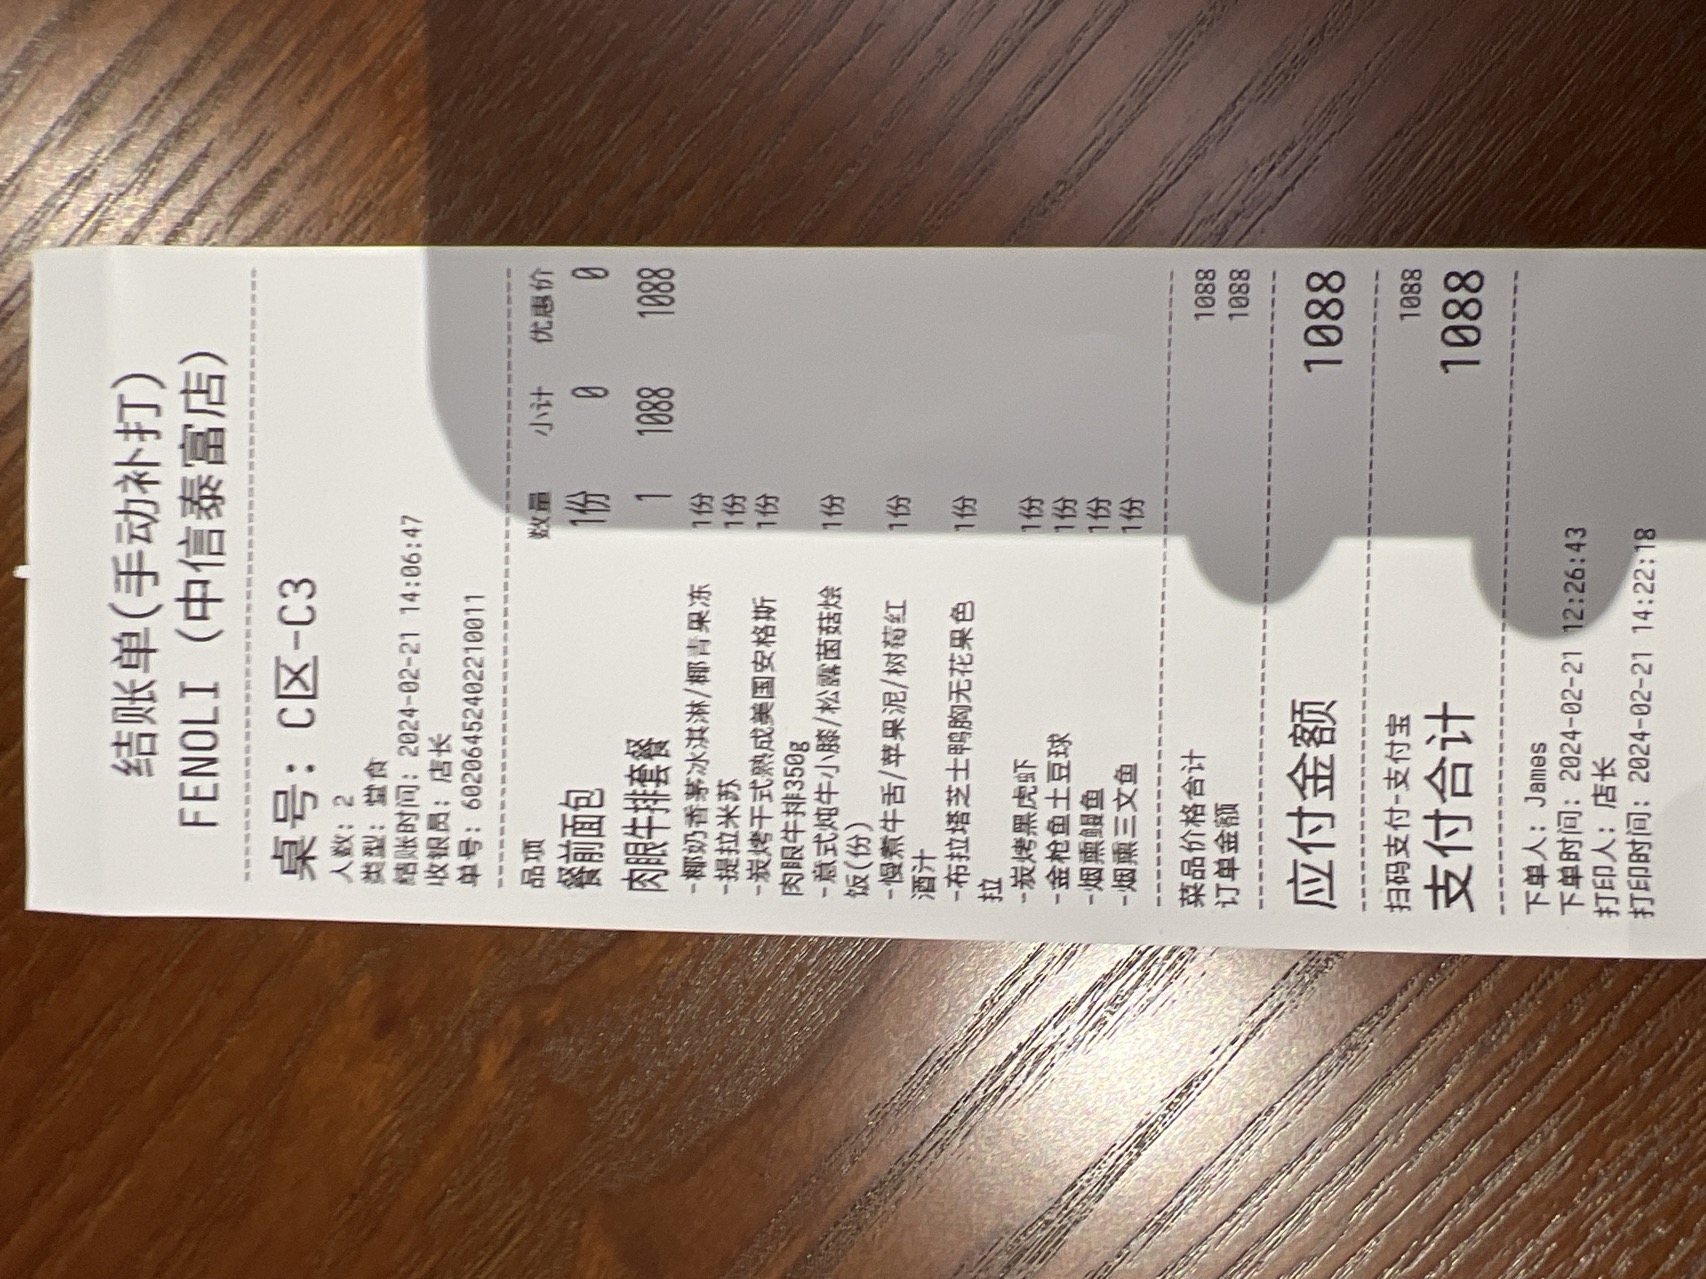 结账单(手动补打)
FENOLI (中信泰富店)
桌号: C区-C3
人数: 2
类型: 堂食
结账时间: 2024-02-21 14:06:47
收银员: 店长
单号: 602064524022210011
品项 数量 小计 优惠价
餐前面包 1份 0 0
肉眼牛排套餐 1 1088 1088
-椰奶香茅冰淇淋/椰青果冻 1份
-提拉米苏 1份
-炭烤干式熟成美国安格斯 1份
肉眼牛排350g
-意式炖牛小膝/松露菌菇烩 1份
饭(份)
-慢煮牛舌/苹果泥/树莓红 1份
酒汁
-布拉塔芝士鸭胸无花果色 1份
拉
-炭烤黑虎虾 1份
-金枪鱼土豆球 1份
-烟熏鳗鱼 1份
-烟熏三文鱼 1份
菜品价格合计 1088
订单金额 1088
应付金额 1088
扫码支付-支付宝 1088
支付合计 1088
下单人: James
下单时间: 2024-02-21 12:26:43
打印人: 店长
打印时间: 2024-02-21 14:22:18